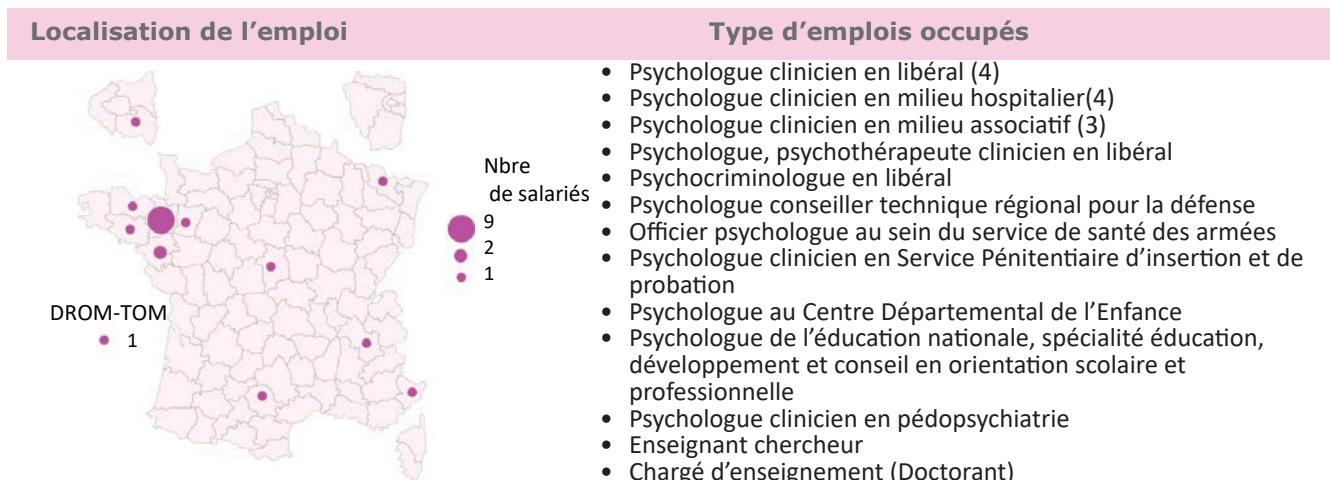 Localisation de l’emploi
Type d’emplois occupés
Nbre
de salariés
9
2
1
DROM-TOM
1
• Psychologue clinicien en libéral (4)
• Psychologue clinicien en milieu hospitalier(4)
• Psychologue clinicien en milieu associatif (3)
• Psychologue, psychothérapeute clinicien en libéral
• Psychocriminologue en libéral
• Psychologue conseiller technique régional pour la défense
• Officier psychologue au sein du service de santé des armées
• Psychologue clinicien en Service Pénitentiaire d’insertion et de
probation
• Psychologue au Centre Départemental de l’Enfance
• Psychologue de l’éducation nationale, spécialité éducation,
développement et conseil en orientation scolaire et
professionnelle
• Psychologue clinicien en pédopsychiatrie
• Enseignant chercheur
• Chargé d’enseignement (Doctorant)